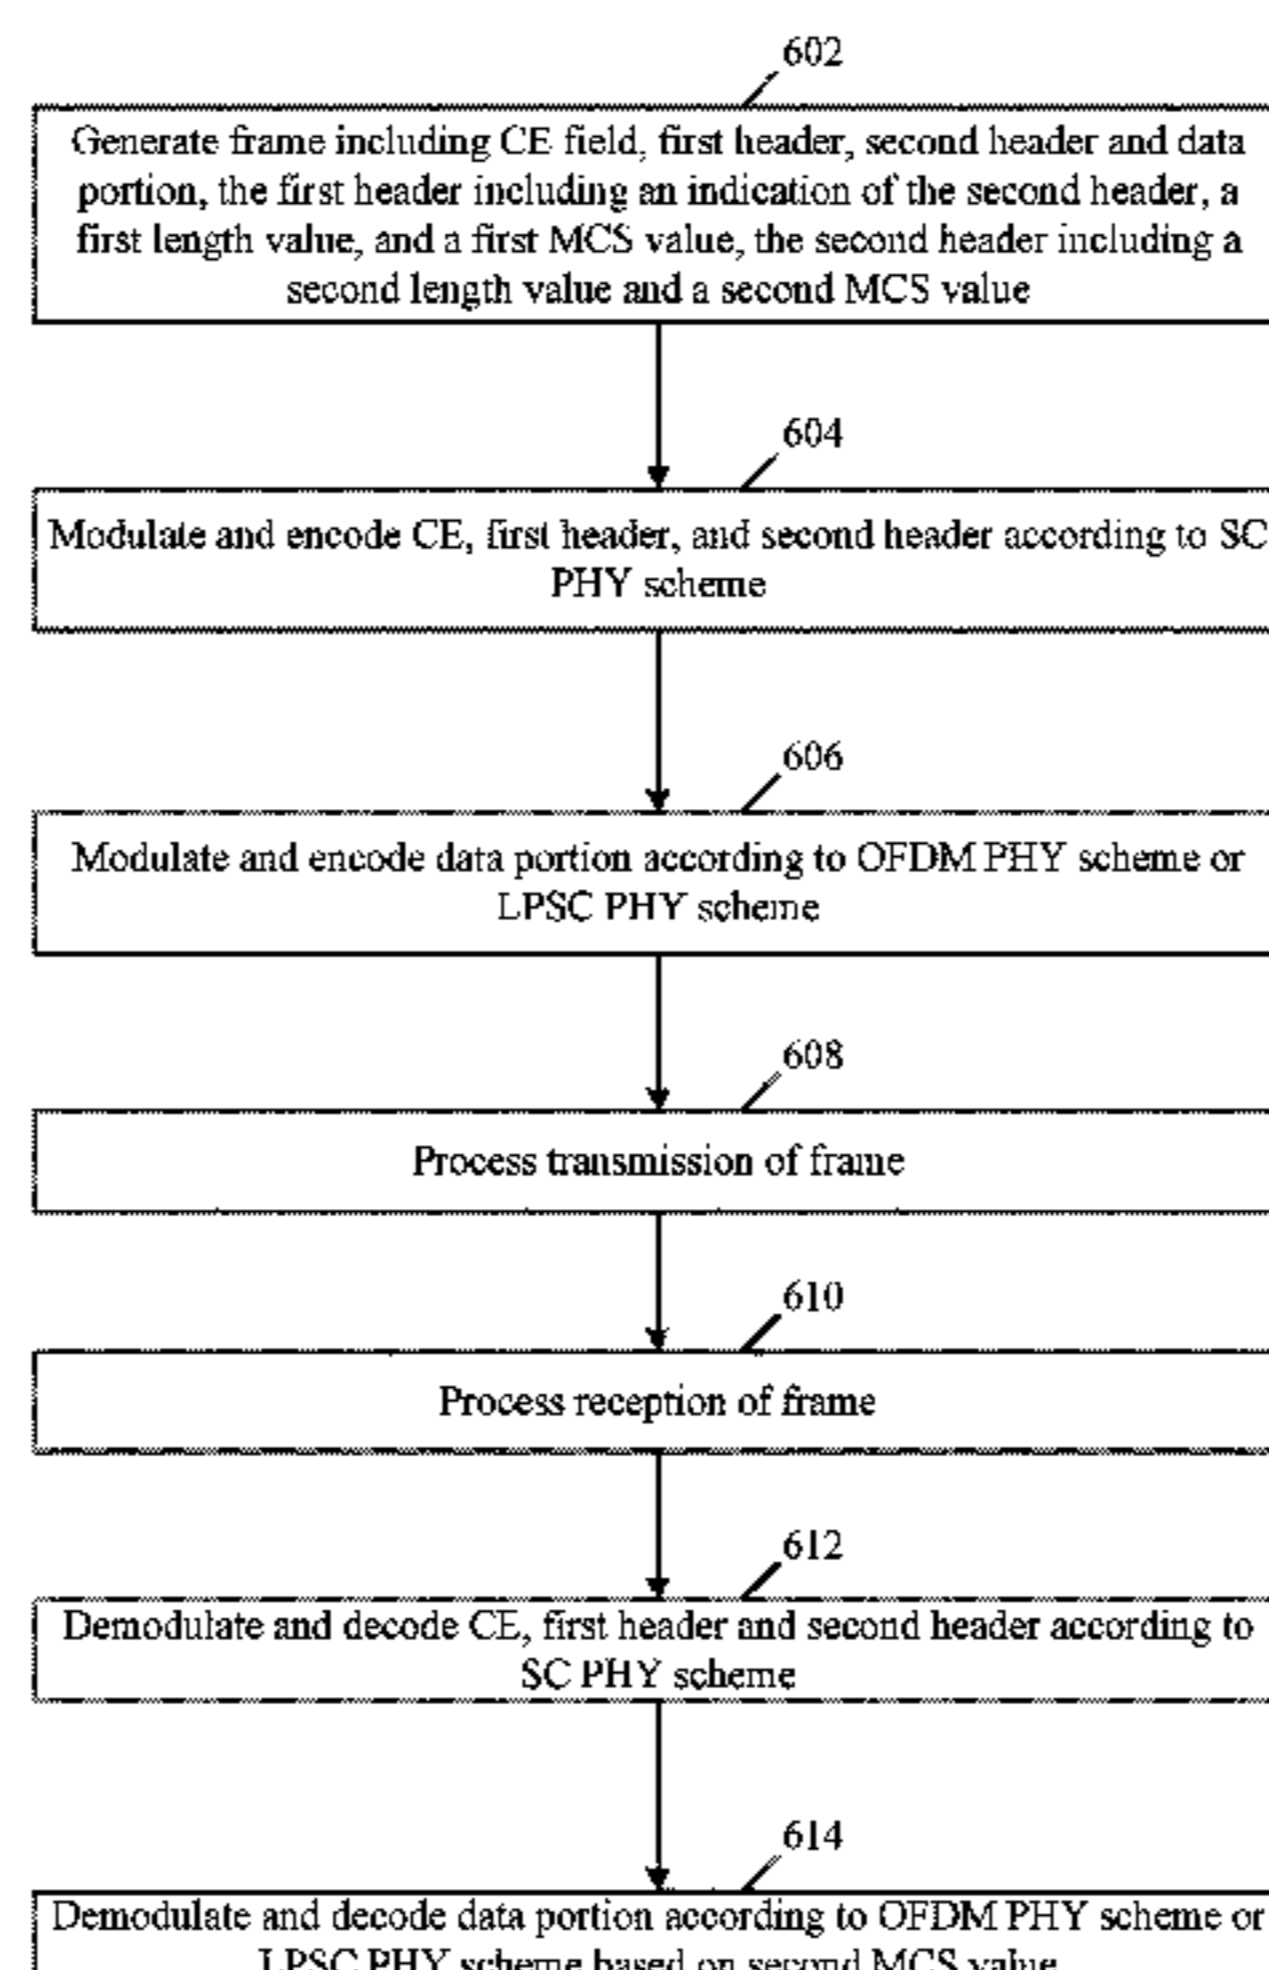 602
Generate frame including CE field, first header, second header and data
portion, the first header including an indication of the second header, a
first length value, and a first MCS value, the second header including a
second length value and a second MCS value
604
Modulate and encode CE, first header, and second header according to SC
PHY scheme
606
Modulate and encode data portion according to OFDM PHY scheme or
LPSC PHY scheme
608
Process transmission of frame
610
Process reception of frame
612
Demodulate and decode CE, first header and second header according to
SC PHY scheme
614
Demodulate and decode data portion according to OFDM PHY scheme or
LPSC PHY scheme based on second MCS value